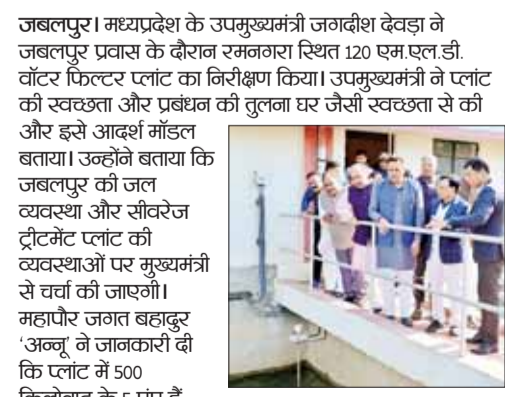 जबलपुर। मध्यप्रदेश के उपमुख्यमंत्री जगदीश देवड़ा ने
जबलपुर प्रवास के दौरान रमनगरा स्थित 120 एम.एल.डी.
वॉटर फिल्टर प्लांट का निरीक्षण किया। उपमुख्यमंत्री ने प्लांट
की स्वच्छता और प्रबंधन की तुलना घर जैसी स्वच्छता से की
और इसे आदर्श मॉडल
बताया। उन्होंने बताया कि
जबलपुर की जल
व्यवस्था और सीवरेज
ट्रीटमेंट प्लांट की
व्यवस्थाओं पर मुख्यमंत्री
से चर्चा की जाएगी।
महापौर जगत बहादुर
‘अन्नू’ ने जानकारी दी
कि प्लांट में 500
किलोवाट के 5 पंप हैं